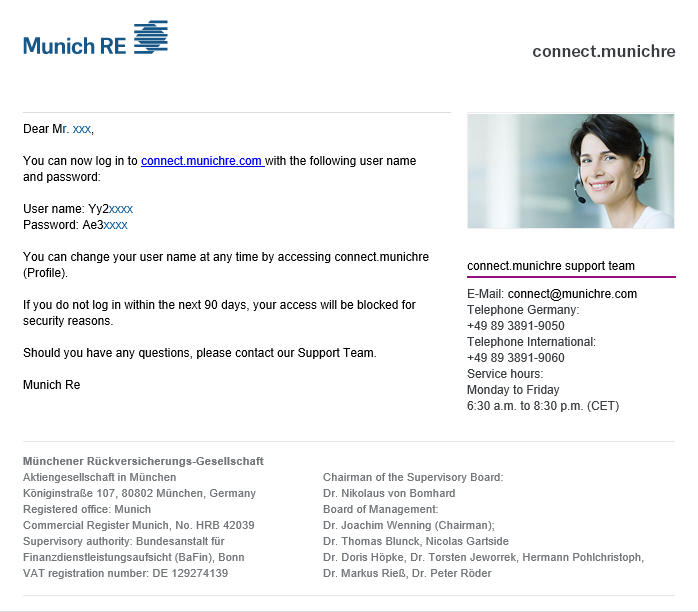 Munich RE
connect.munichre
Dear Mr. xxx,
You can now log in to connect.munichre.com with the following user name
and password:
User name: Yy2xxxx
Password: Ae3xxxx
You can change your user name at any time by accessing connect.munichre
(Profile).
If you do not log in within the next 90 days, your access will be blocked for
security reasons.
Should you have any questions, please contact our Support Team.
Munich Re
connect.munichre support team
E-Mail: connect@munichre.com
Telephone Germany:
+49 89 3891-9050
Telephone International:
+49 89 3891-9060
Service hours:
Monday to Friday
6:30 a.m. to 8:30 p.m. (CET)
Münchener Rückversicherungs-Gesellschaft
Aktiengesellschaft in München
Königinstraße 107, 80802 München, Germany
Registered office: Munich
Commercial Register Munich, No. HRB 42039
Supervisory authority: Bundesanstalt für
Finanzdienstleistungsaufsicht (BaFin), Bonn
VAT registration number: DE 129274139
Chairman of the Supervisory Board:
Dr. Nikolaus von Bomhard
Board of Management:
Dr. Joachim Wenning (Chairman);
Dr. Thomas Blunck, Nicolas Gartside
Dr. Doris Höpke, Dr. Torsten Jeworrek, Hermann Pohlchristoph,
Dr. Markus Rieß, Dr. Peter Röder